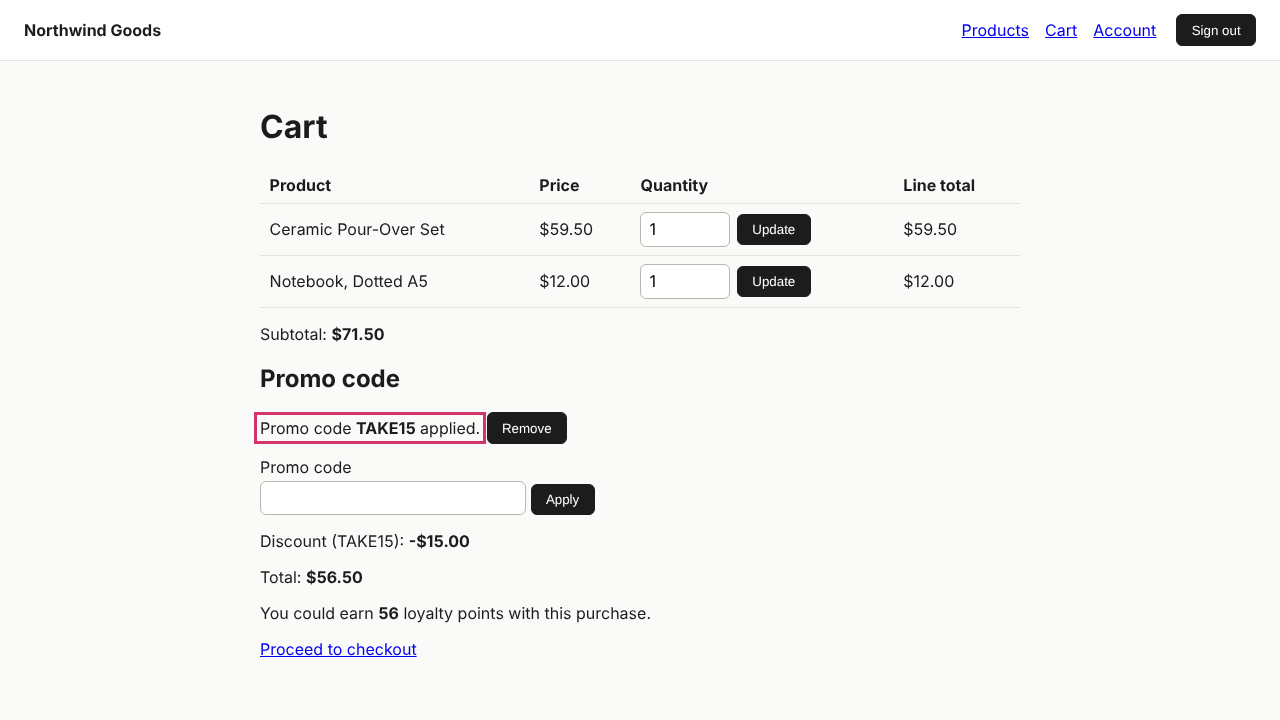 Northwind Goods
Products Cart Account Sign out
Cart
Product Price Quantity Line total
Ceramic Pour-Over Set $59.50 1 Update $59.50
Notebook, Dotted A5 $12.00 1 Update $12.00
Subtotal: $71.50
Promo code
Promo code TAKE15 applied. Remove
Promo code
Apply
Discount (TAKE15): -$15.00
Total: $56.50
You could earn 56 loyalty points with this purchase.
Proceed to checkout